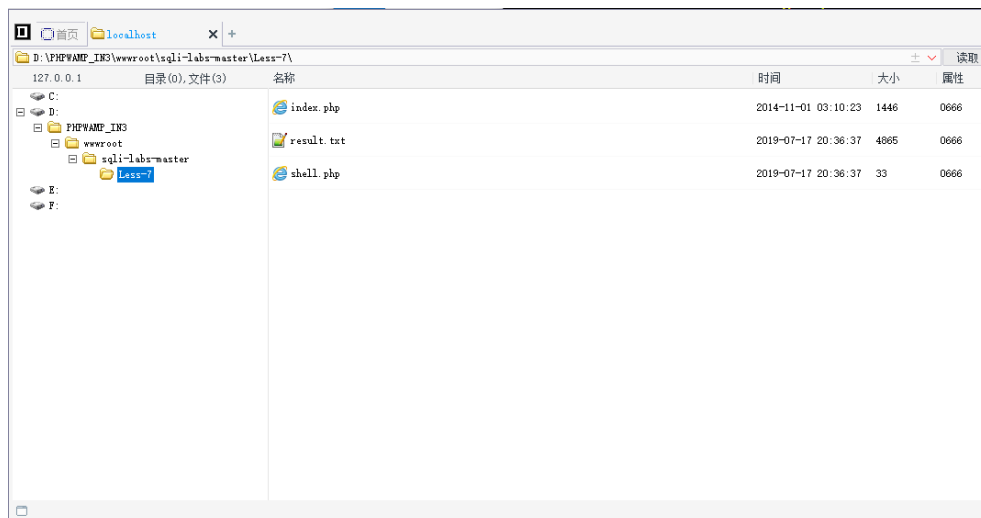 首页 localhost
D:\PHPWAMP_IN3\wwwroot\sqli-labs-master\Less-7\ 读取
127.0.0.1 目录(0),文件(3) 名称 时间 大小 属性
C:
D:
PHPWAMP_IN3
wwwroot
sqli-labs-master
Less-7
E:
F:
index.php 2014-11-01 03:10:23 1446 0666
result.txt 2019-07-17 20:36:37 4865 0666
shell.php 2019-07-17 20:36:37 33 0666